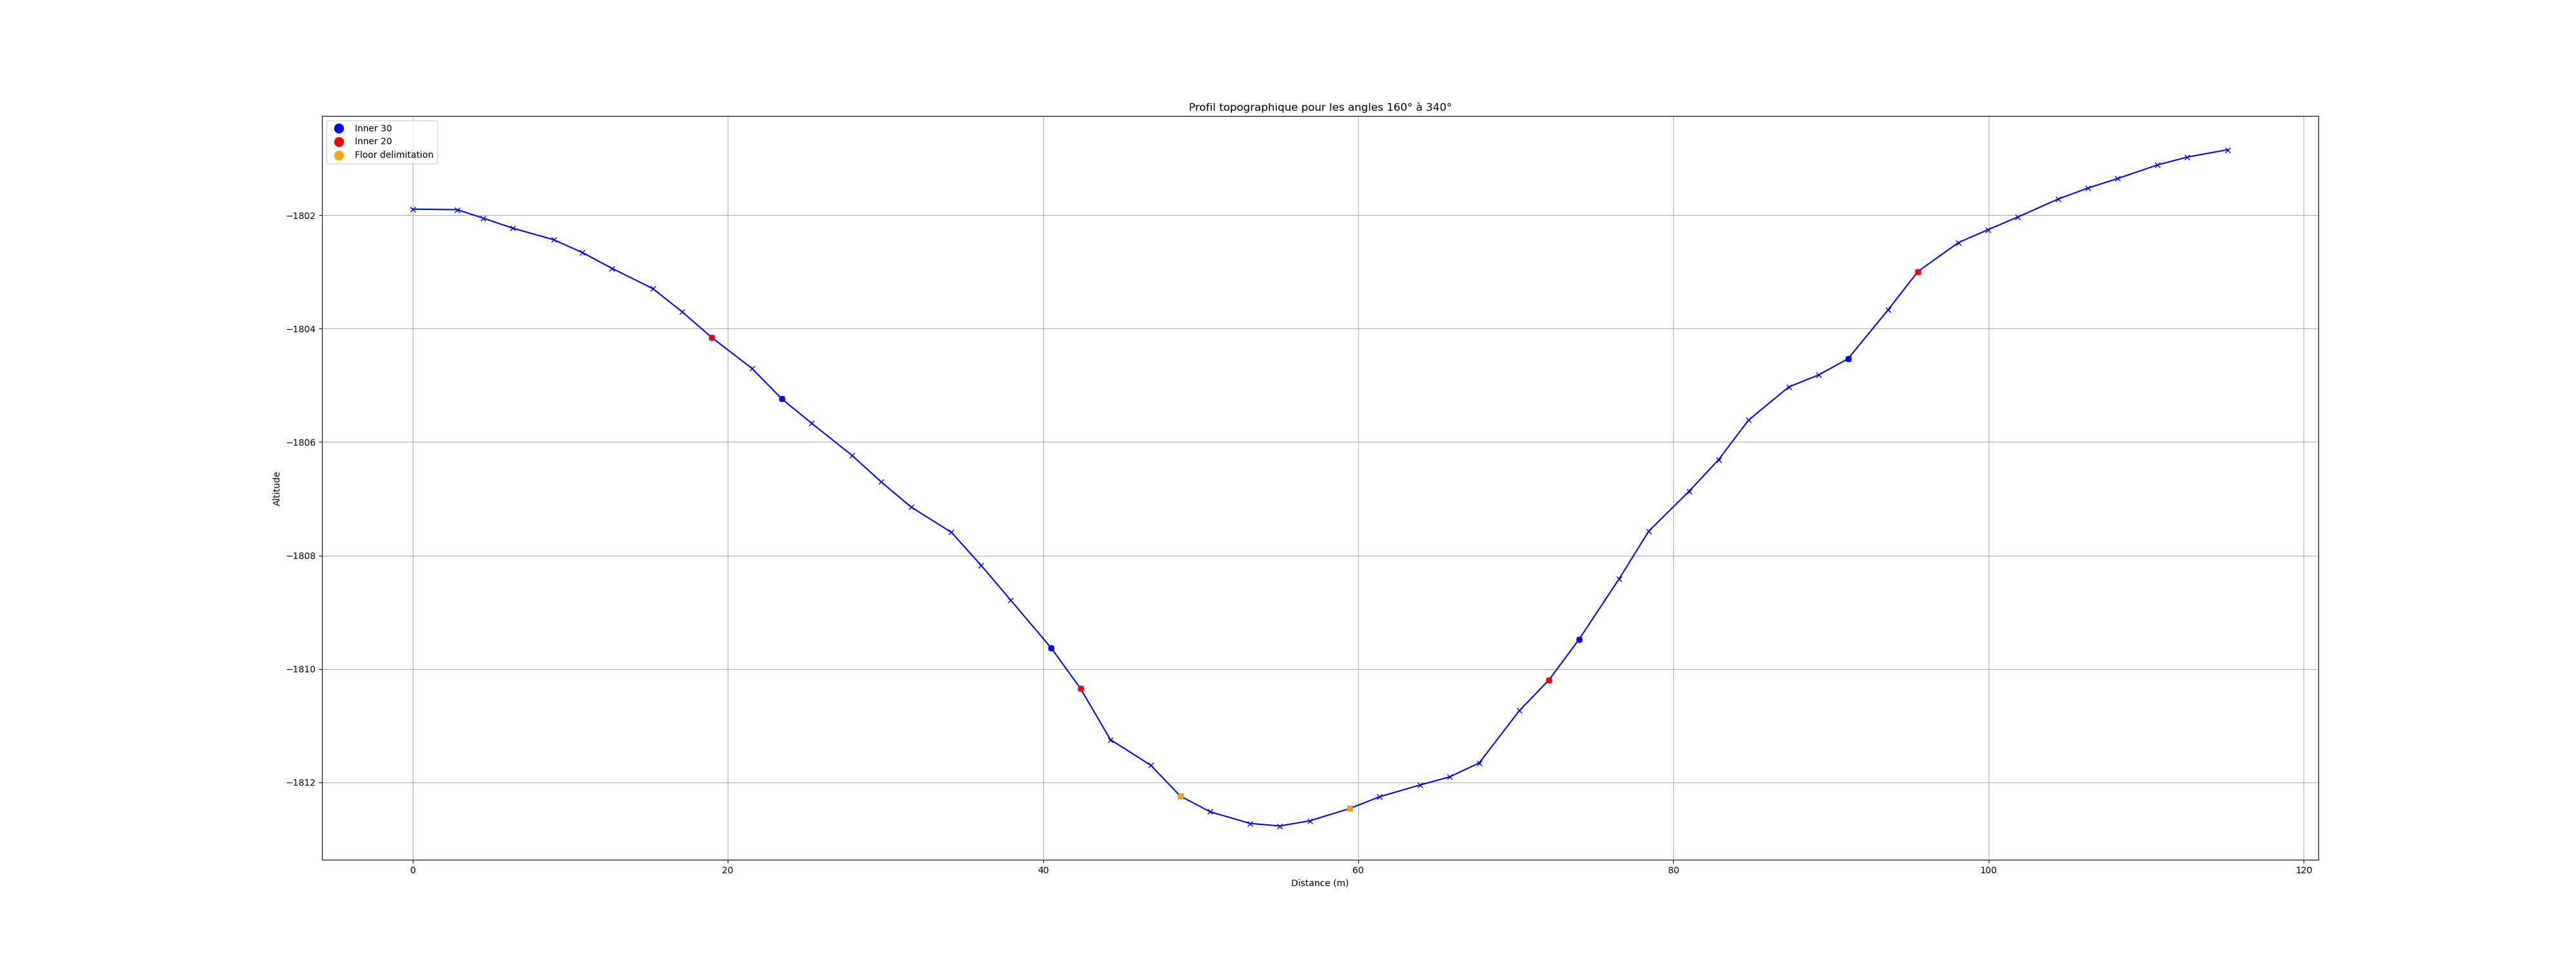 Profil topographique pour les angles 160° à 340°
Inner 30
Inner 20
Floor delimitation
−1802
−1804
−1806
−1808
−1810
−1812
Altitude
0 20 40 60 80 100 120
Distance (m)